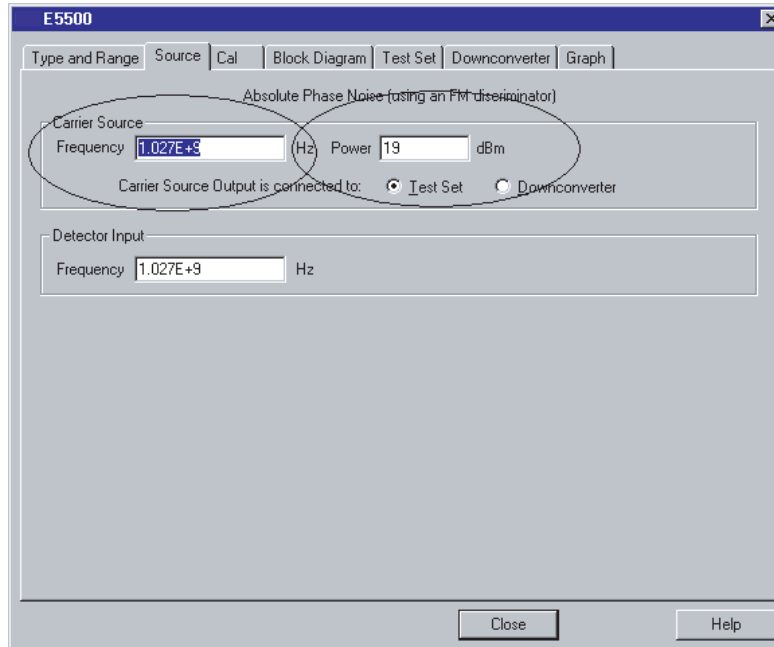 E5500
Type and Range Source Cal Block Diagram Test Set Downconverter Graph
Absolute Phase Noise (using an FM discriminator)
Carrier Source
Frequency 1.027E+9 Hz Power 19 dBm
Carrier Source Output is connected to: Test Set Downconverter
Detector Input
Frequency 1.027E+9 Hz
Close Help